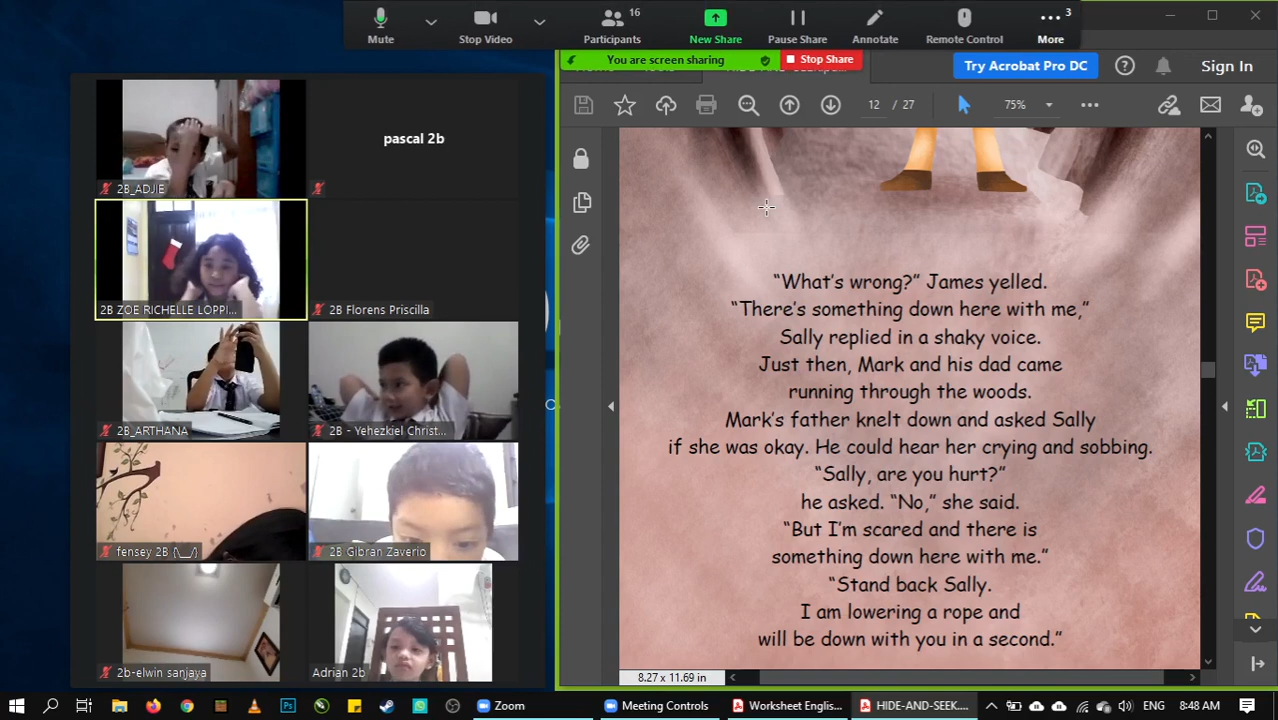 Mute
Stop Video
16
Participants
New Share
Pause Share
Annotate
Remote Control
3
More
You are screen sharing
Stop Share
Try Acrobat Pro DC
Sign In
12 / 27
75%
2B_ADJIE
pascal 2b
2B ZOE RICHELLE LOPPI...
2B Florens Priscilla
2B_ARTHANA
2B - Yehezkiel Christ...
fensey 2B {\__/}
2B Gibran Zaverio
2b-elwin sanjaya
Adrian 2b
“What’s wrong?” James yelled.
“There’s something down here with me,”
Sally replied in a shaky voice.
Just then, Mark and his dad came
running through the woods.
Mark’s father knelt down and asked Sally
if she was okay. He could hear her crying and sobbing.
“Sally, are you hurt?”
he asked. “No,” she said.
“But I’m scared and there is
something down here with me.”
“Stand back Sally.
I am lowering a rope and
will be down with you in a second.”
8.27 x 11.69 in
Zoom
Meeting Controls
Worksheet Englis...
HIDE-AND-SEEK....
8:48 AM